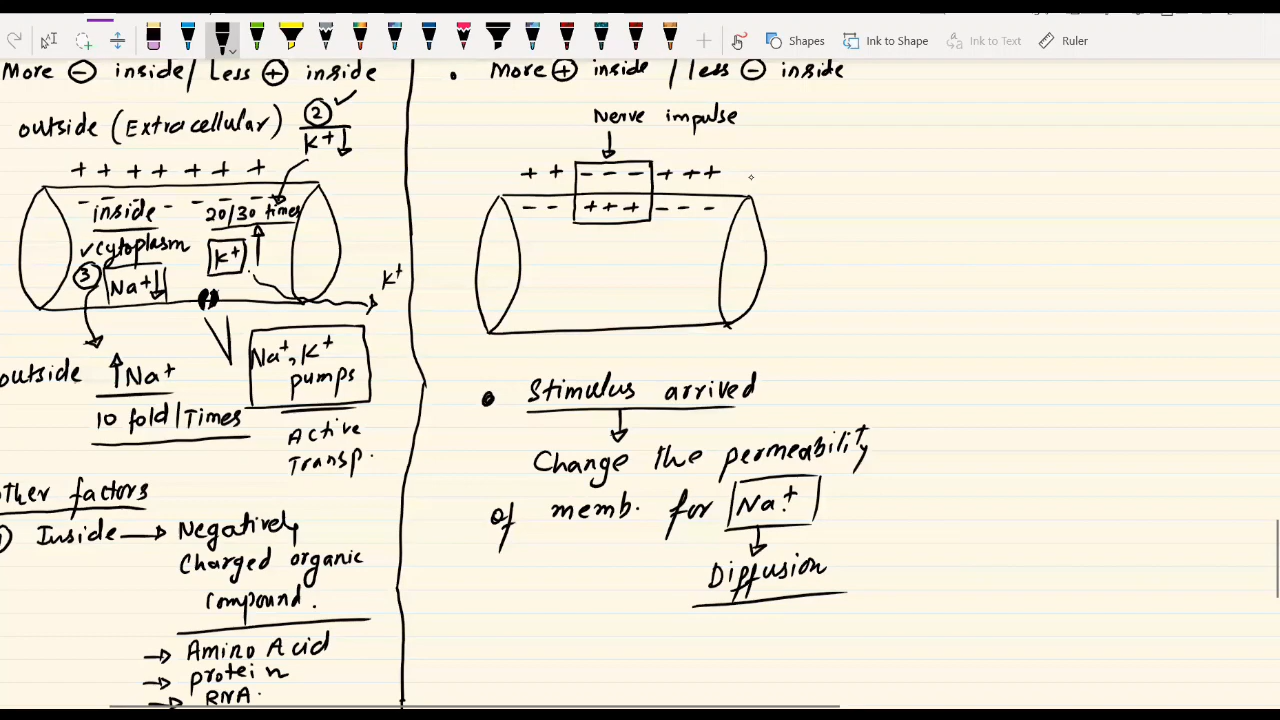 Shapes
Ink to Shape
Ink to Text
Ruler
More ⊖ inside / Less ⊕ inside
outside (Extracellular)
②
K+ ↓
+ + + + + + +
- - - - - - -
inside
20/30 times
cytoplasm
K+
③
Na+ ↓
K+
outside ↑ Na+
10 fold / Times
Na+, K+
pumps
Active
Transp.
other factors
Inside → Negatively
Charged organic
Compound.
→ Amino Acid
→ protein
→ RNA.
• More ⊕ inside / less ⊖ inside
Nerve impulse
+ + - - - + + +
- - + + + - - -
• Stimulus arrived
Change the permeability
of memb. for Na+
Diffusion